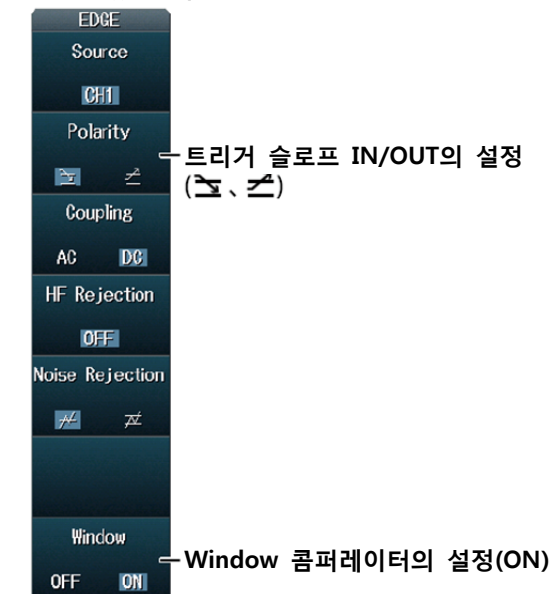 EDGE
Source
CH1
Polarity
트리거 슬로프 IN/OUT의 설정
(、)
Coupling
AC DC
HF Rejection
OFF
Noise Rejection
Window
Window 콤퍼레이터의 설정(ON)
OFF ON